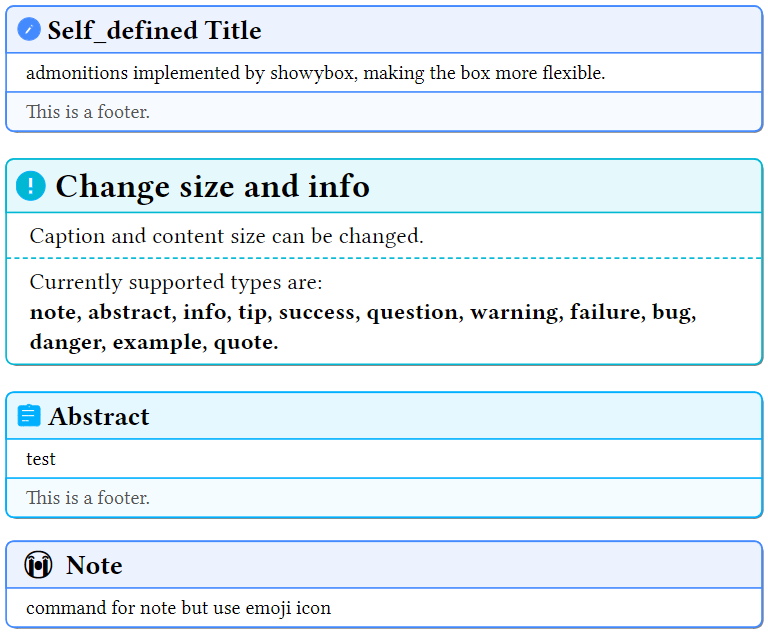 Self_defined Title
admonitions implemented by showybox, making the box more flexible.
This is a footer.
Change size and info
Caption and content size can be changed.
Currently supported types are:
note, abstract, info, tip, success, question, warning, failure, bug,
danger, example, quote.
Abstract
test
This is a footer.
Note
command for note but use emoji icon